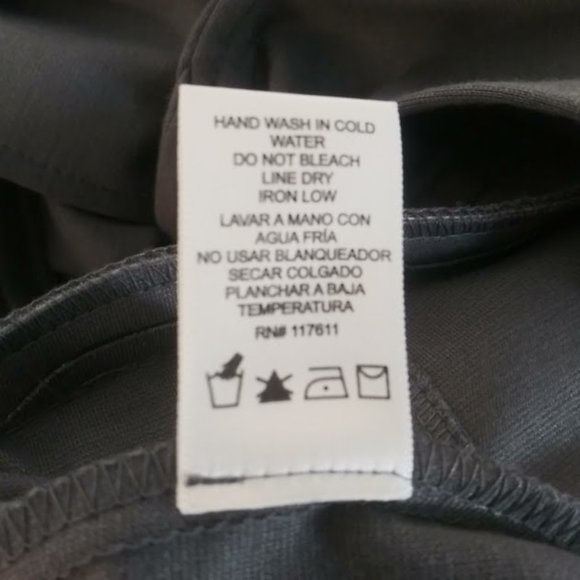 HAND WASH IN COLD
WATER
DO NOT BLEACH
LINE DRY
IRON LOW
LAVAR A MANO CON
AGUA FRÍA
NO USAR BLANQUEADOR
SECAR COLGADO
PLANCHAR A BAJA
TEMPERATURA
RN# 117611